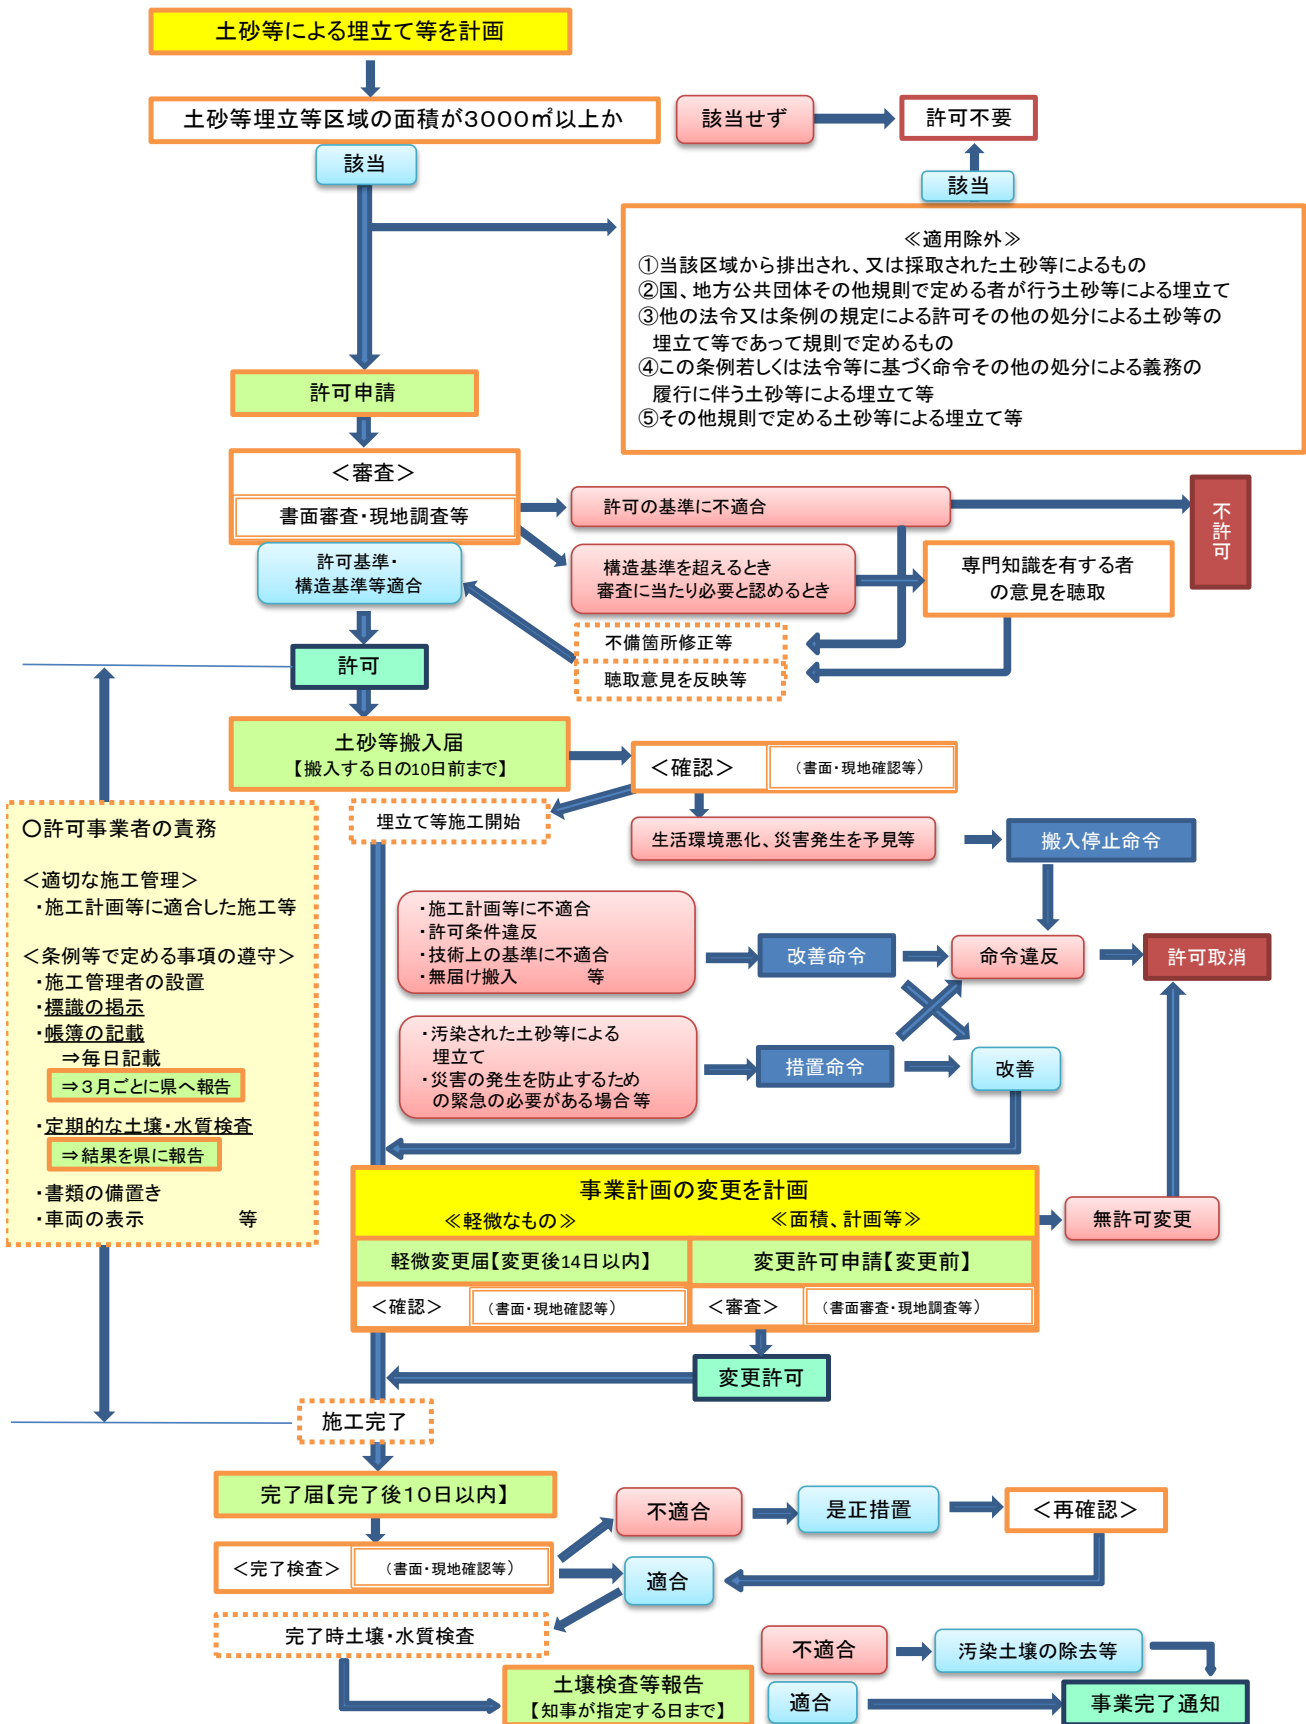 土砂等による埋立て等を計画
土砂等埋立等区域の面積が3000㎡以上か
該当せず
許可不要
該当
該当
≪適用除外≫
①当該区域から排出され、又は採取された土砂等によるもの
②国、地方公共団体その他規則で定める者が行う土砂等による埋立て
③他の法令又は条例の規定による許可その他の処分による土砂等の
埋立て等であって規則で定めるもの
④この条例若しくは法令等に基づく命令その他の処分による義務の
履行に伴う土砂等による埋立て等
⑤その他規則で定める土砂等による埋立て等
許可申請
＜審査＞
書面審査・現地調査等
許可の基準に不適合
不許可
許可基準・
構造基準等適合
構造基準を超えるとき
審査に当たり必要と認めるとき
専門知識を有する者
の意見を聴取
不備箇所修正等
聴取意見を反映等
許可
土砂等搬入届
【搬入する日の10日前まで】
＜確認＞
（書面・現地確認等）
埋立て等施工開始
生活環境悪化、災害発生を予見等
搬入停止命令
○許可事業者の責務
＜適切な施工管理＞
・施工計画等に適合した施工等
＜条例等で定める事項の遵守＞
・施工管理者の設置
・標識の掲示
・帳簿の記載
⇒毎日記載
⇒３月ごとに県へ報告
・定期的な土壌・水質検査
⇒結果を県に報告
・書類の備置き
・車両の表示 等
・施工計画等に不適合
・許可条件違反
・技術上の基準に不適合
・無届け搬入 等
改善命令
命令違反
許可取消
・汚染された土砂等による
埋立て
・災害の発生を防止するため
の緊急の必要がある場合等
措置命令
改善
事業計画の変更を計画
≪軽微なもの≫
≪面積、計画等≫
無許可変更
軽微変更届【変更後14日以内】
変更許可申請【変更前】
＜確認＞
（書面・現地確認等）
＜審査＞
（書面審査・現地調査等）
変更許可
施工完了
完了届【完了後１０日以内】
不適合
是正措置
＜再確認＞
＜完了検査＞
（書面・現地確認等）
適合
完了時土壌・水質検査
不適合
汚染土壌の除去等
土壌検査等報告
【知事が指定する日まで】
適合
事業完了通知